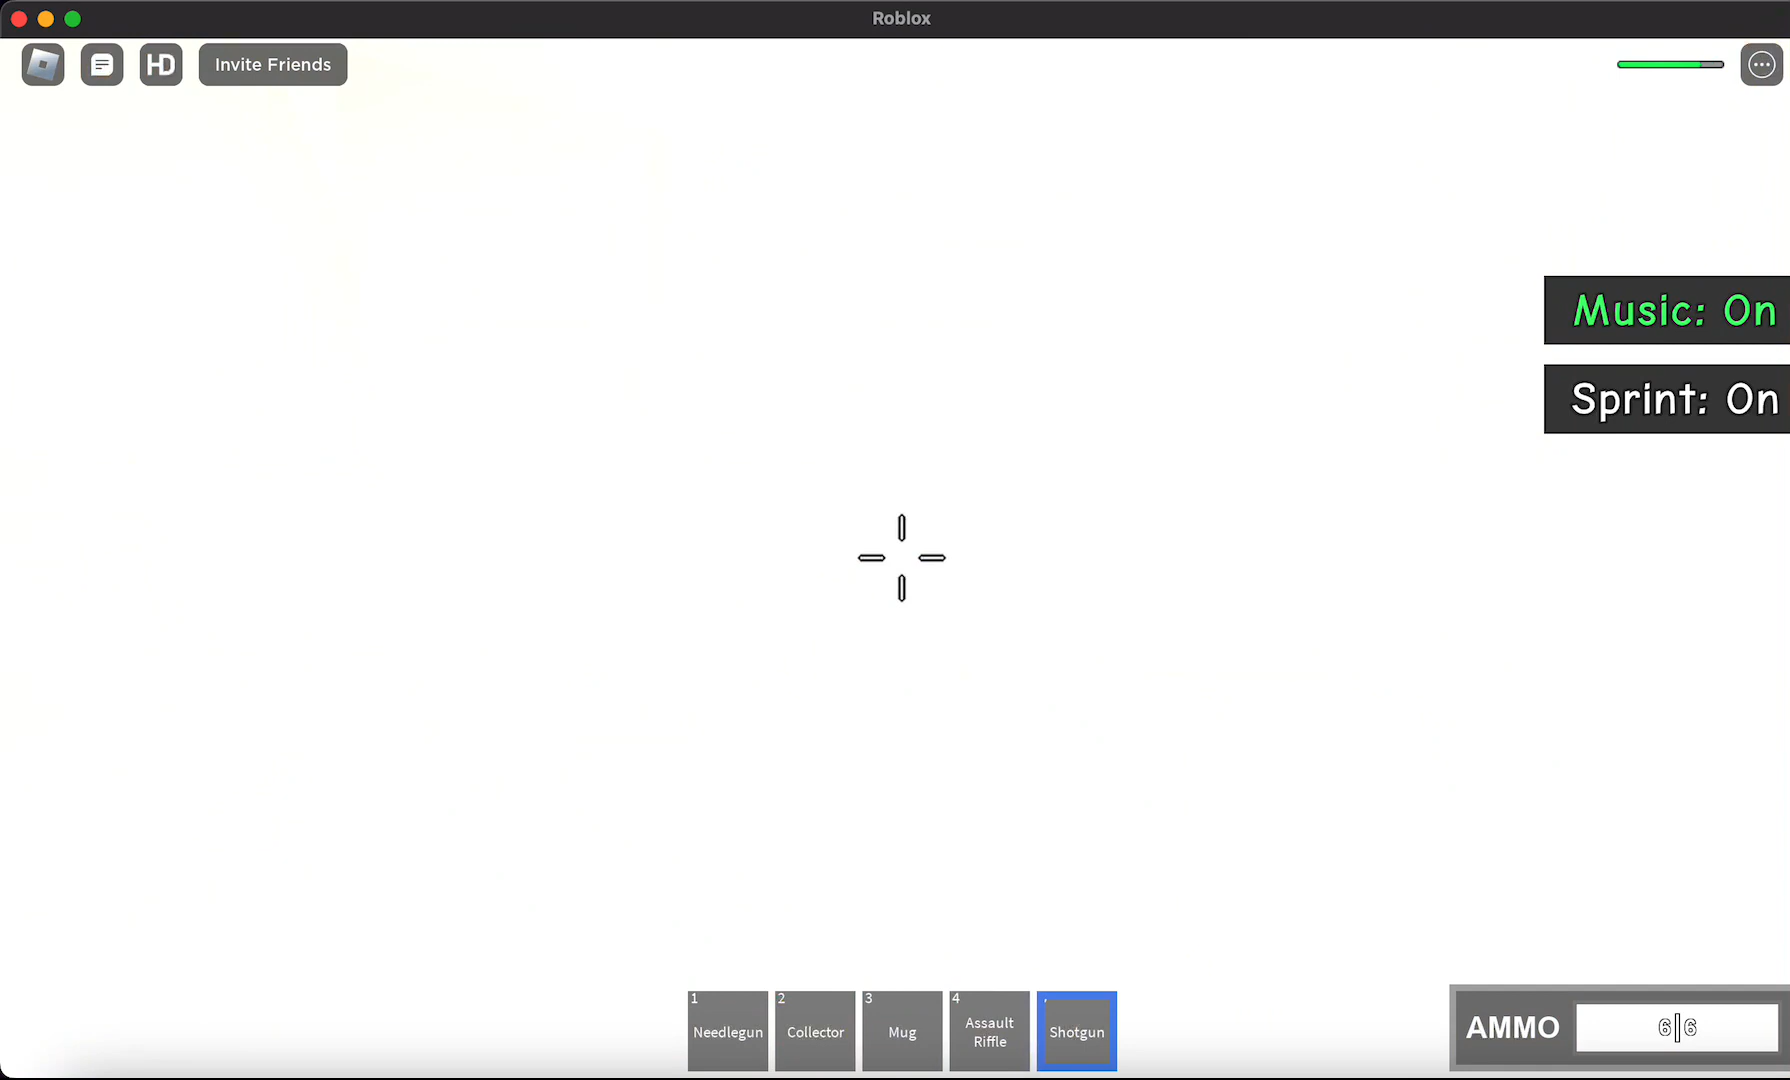 Roblox
HD
Invite Friends
Music: On
Sprint: On
1
Needlegun
2
Collector
3
Mug
4
Assault
Riffle
Shotgun
AMMO
6|6